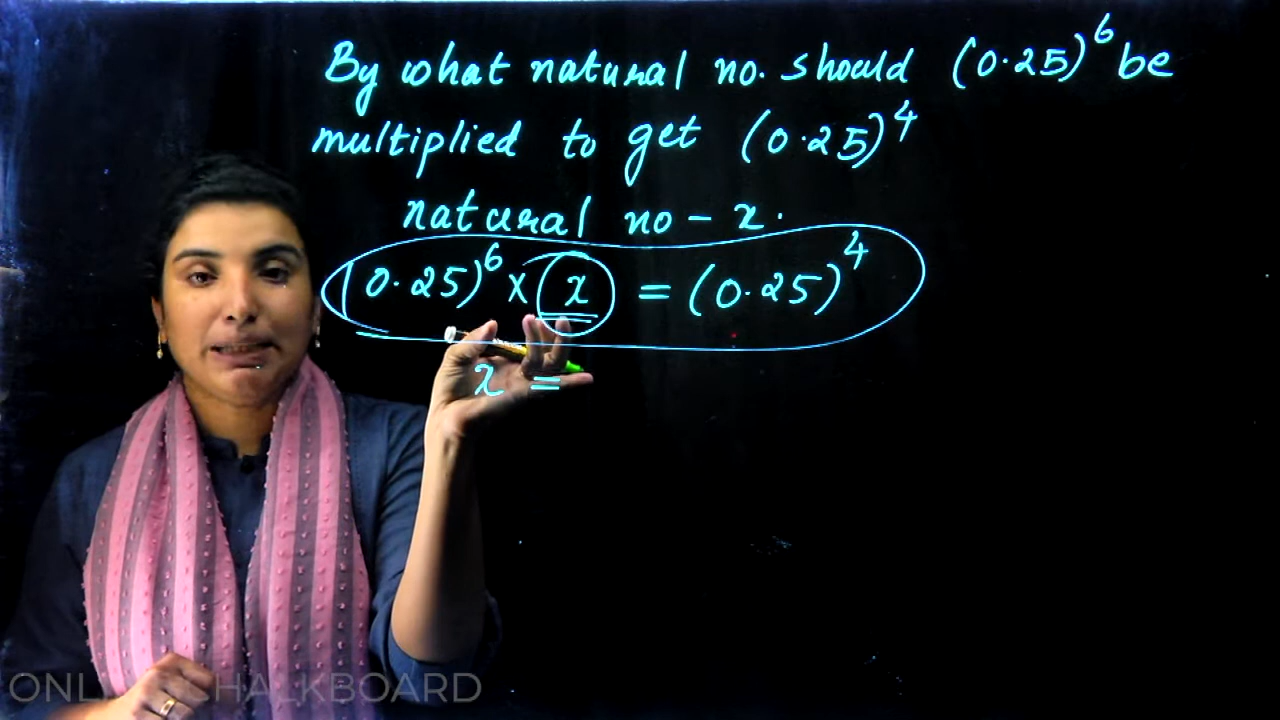 By what natural no. should (0.25)⁶ be
multiplied to get (0.25)⁴
natural no - x.
(0.25)⁶ × x = (0.25)⁴
x =
CHALKBOARD